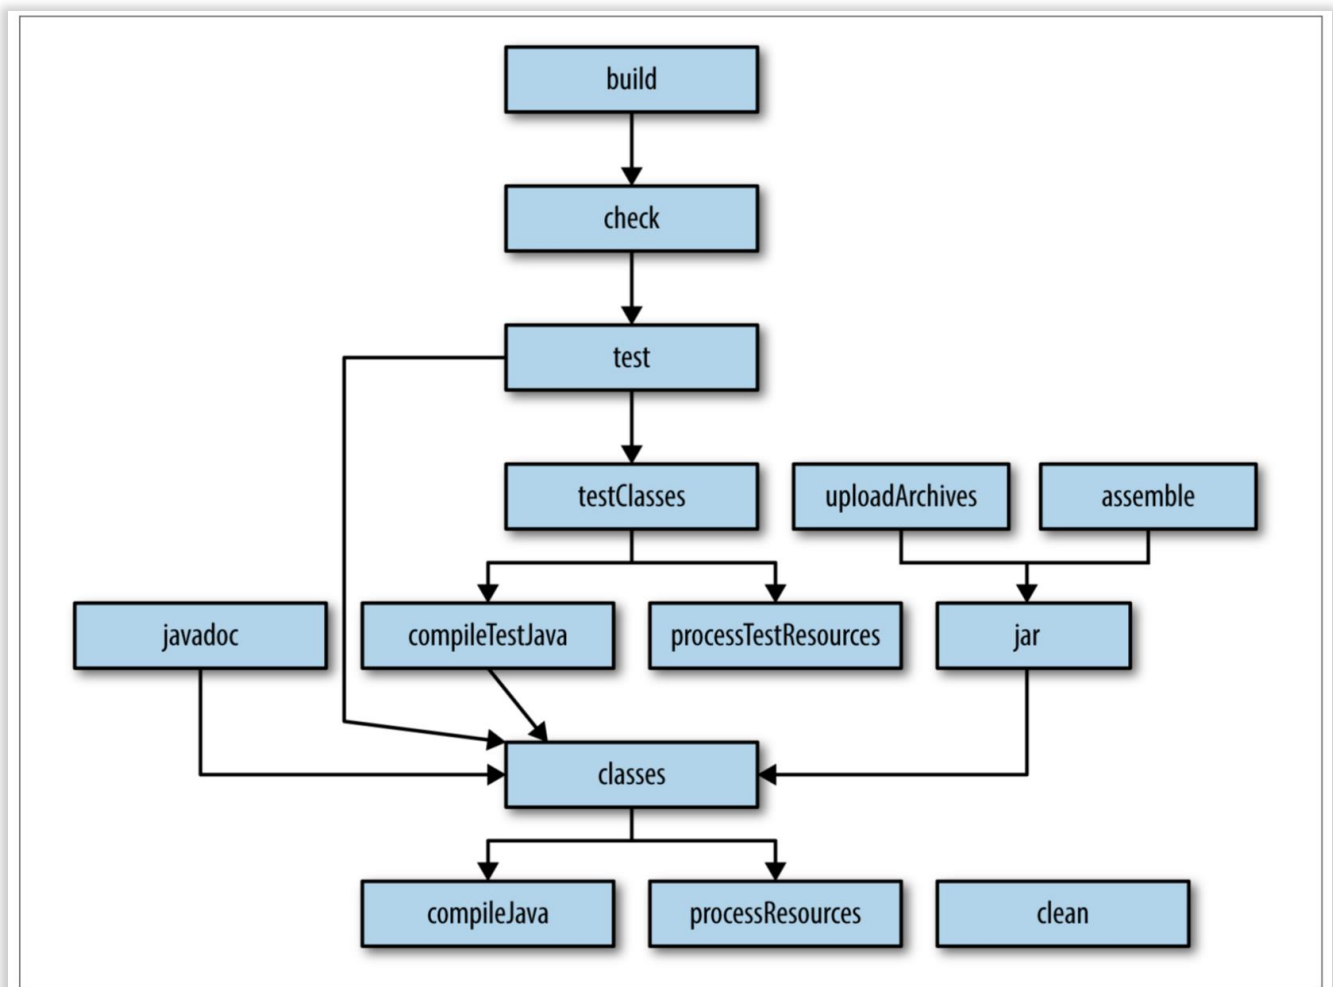 build
check
test
testClasses
uploadArchives
assemble
javadoc
compileTestJava
processTestResources
jar
classes
compileJava
processResources
clean